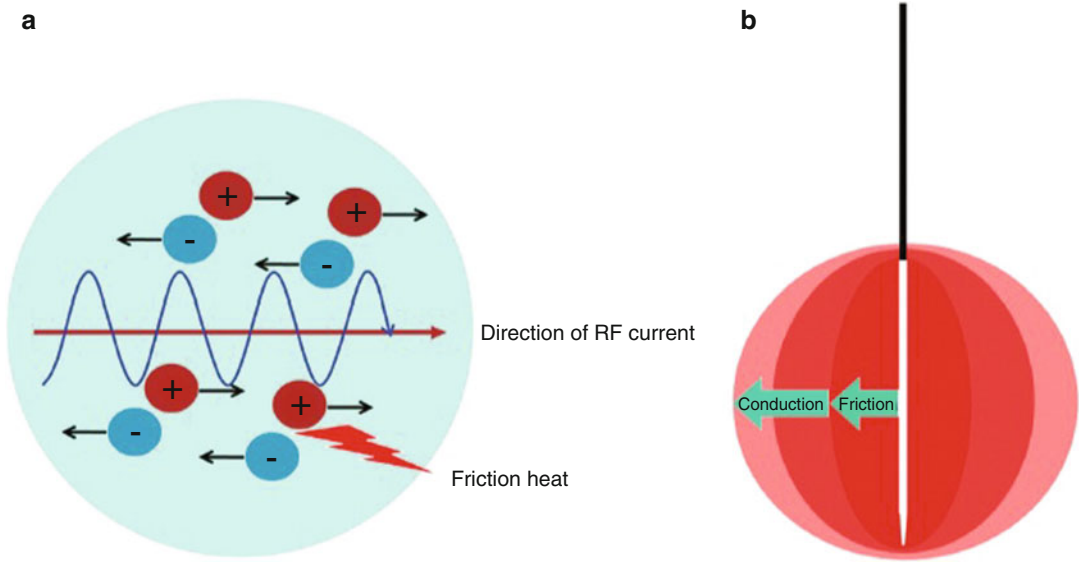 a
b
+
+
-
-
Direction of RF current
+
+
-
-
Conduction
Friction
Friction heat